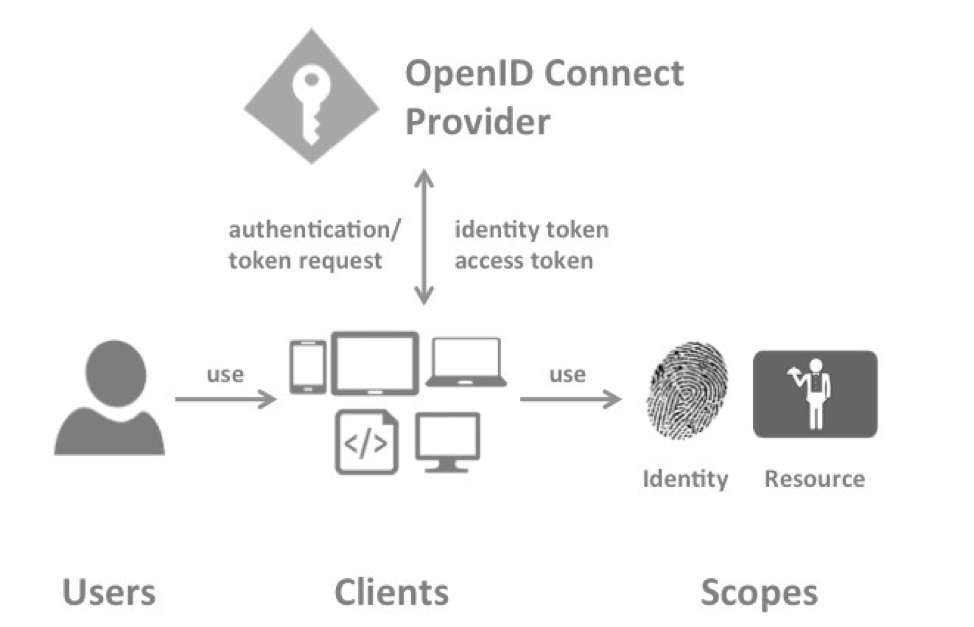 OpenID Connect
Provider
authentication/
token request
identity token
access token
use
use
</>
Identity
Resource
Users
Clients
Scopes